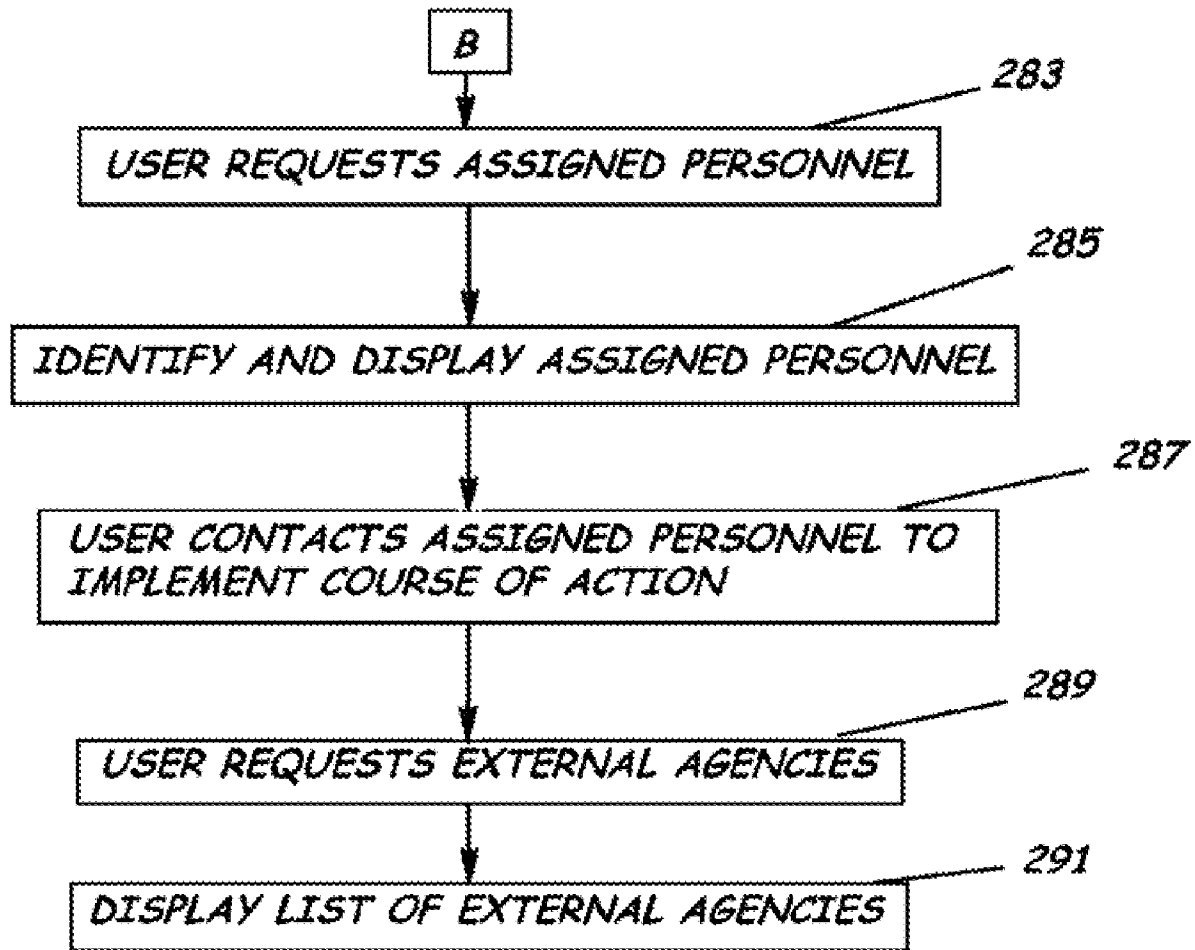 B
283
USER REQUESTS ASSIGNED PERSONNEL
285
IDENTIFY AND DISPLAY ASSIGNED PERSONNEL
287
USER CONTACTS ASSIGNED PERSONNEL TO
IMPLEMENT COURSE OF ACTION
289
USER REQUESTS EXTERNAL AGENCIES
291
DISPLAY LIST OF EXTERNAL AGENCIES